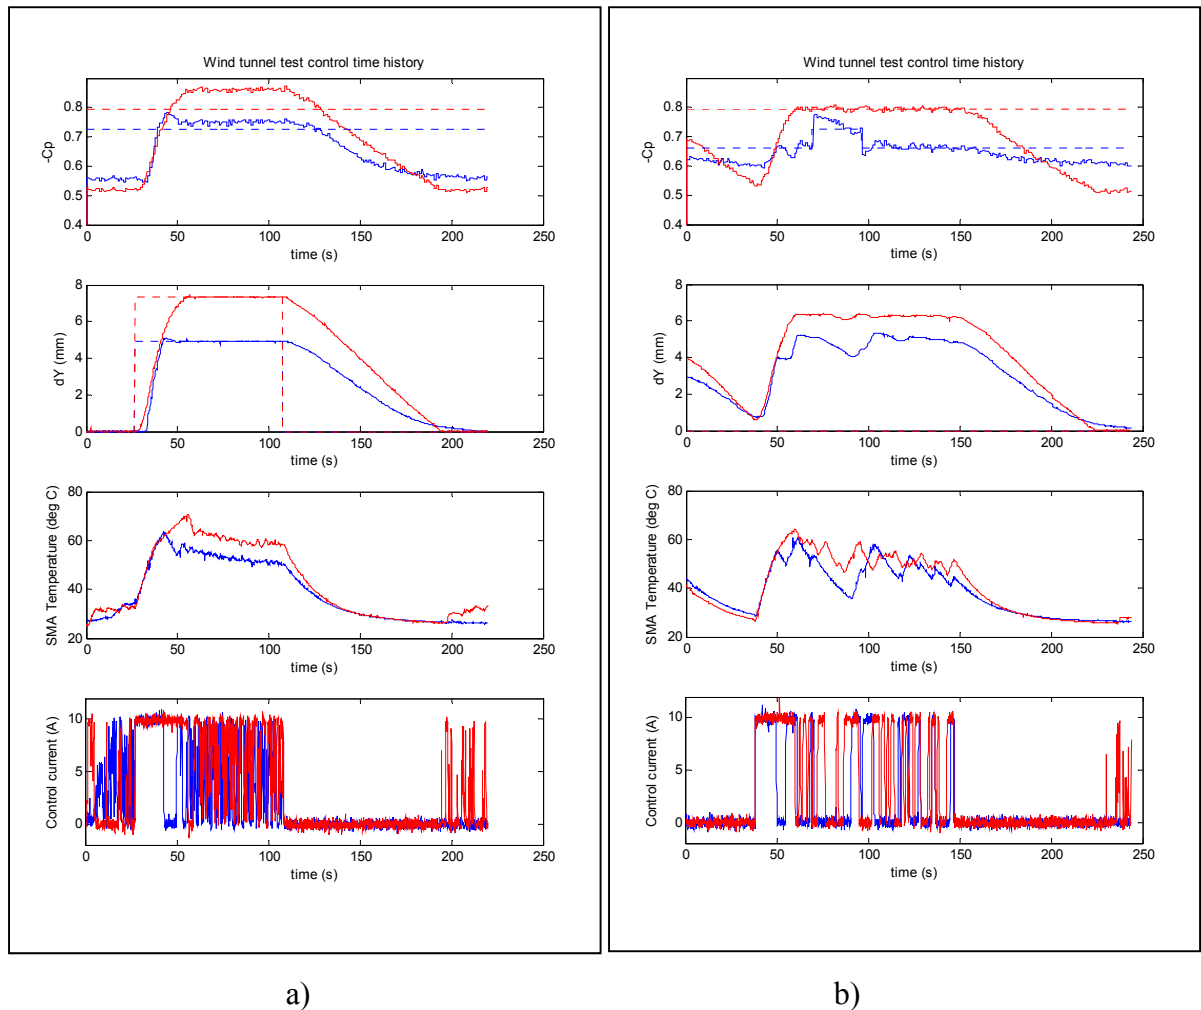 Wind tunnel test control time history
0.8
0.7
0.6
0.5
0.4
-Cp
0 50 100 150 200 250
time (s)
8
6
4
2
0
dY (mm)
0 50 100 150 200 250
time (s)
80
60
40
20
SMA Temperature (deg C)
0 50 100 150 200 250
time (s)
10
5
0
Control current (A)
0 50 100 150 200 250
time (s)
a)
Wind tunnel test control time history
0.8
0.7
0.6
0.5
0.4
-Cp
0 50 100 150 200 250
time (s)
8
6
4
2
0
dY (mm)
0 50 100 150 200 250
time (s)
80
60
40
20
SMA Temperature (deg C)
0 50 100 150 200 250
time (s)
10
5
0
Control current (A)
0 50 100 150 200 250
time (s)
b)